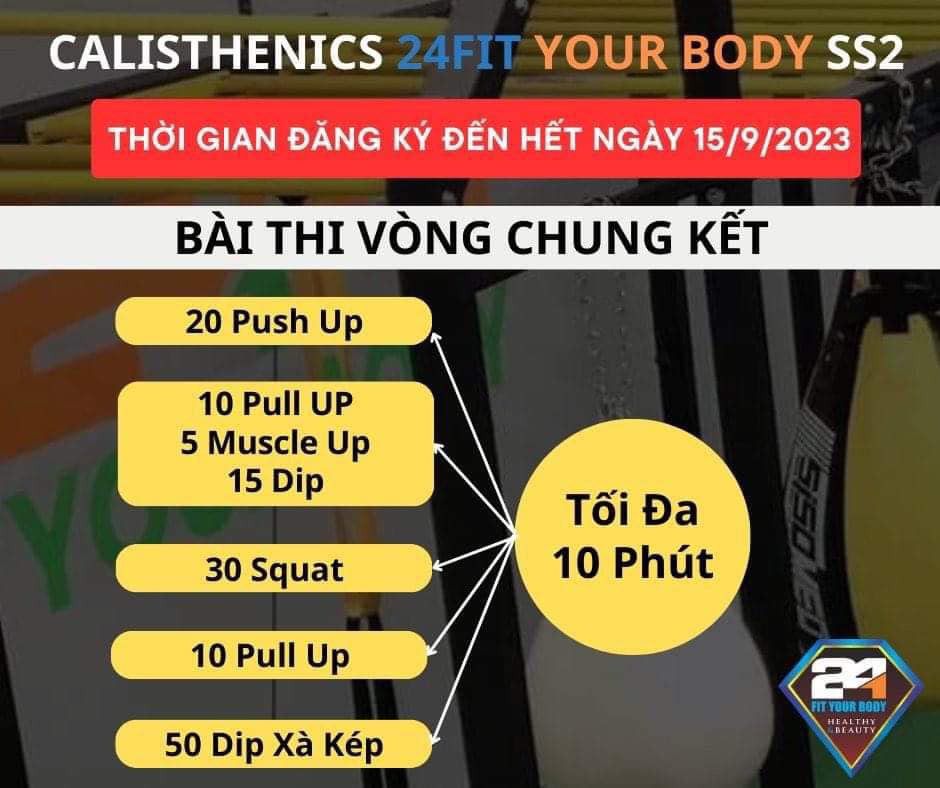 CALISTHENICS 24FIT YOUR BODY SS2
THỜI GIAN ĐĂNG KÝ ĐẾN HẾT NGÀY 15/9/2023
BÀI THI VÒNG CHUNG KẾT
20 Push Up
10 Pull UP
5 Muscle Up
15 Dip
30 Squat
10 Pull Up
50 Dip Xà Kép
Tối Đa
10 Phút
24
FIT YOUR BODY
HEALTHY
&BEAUTY